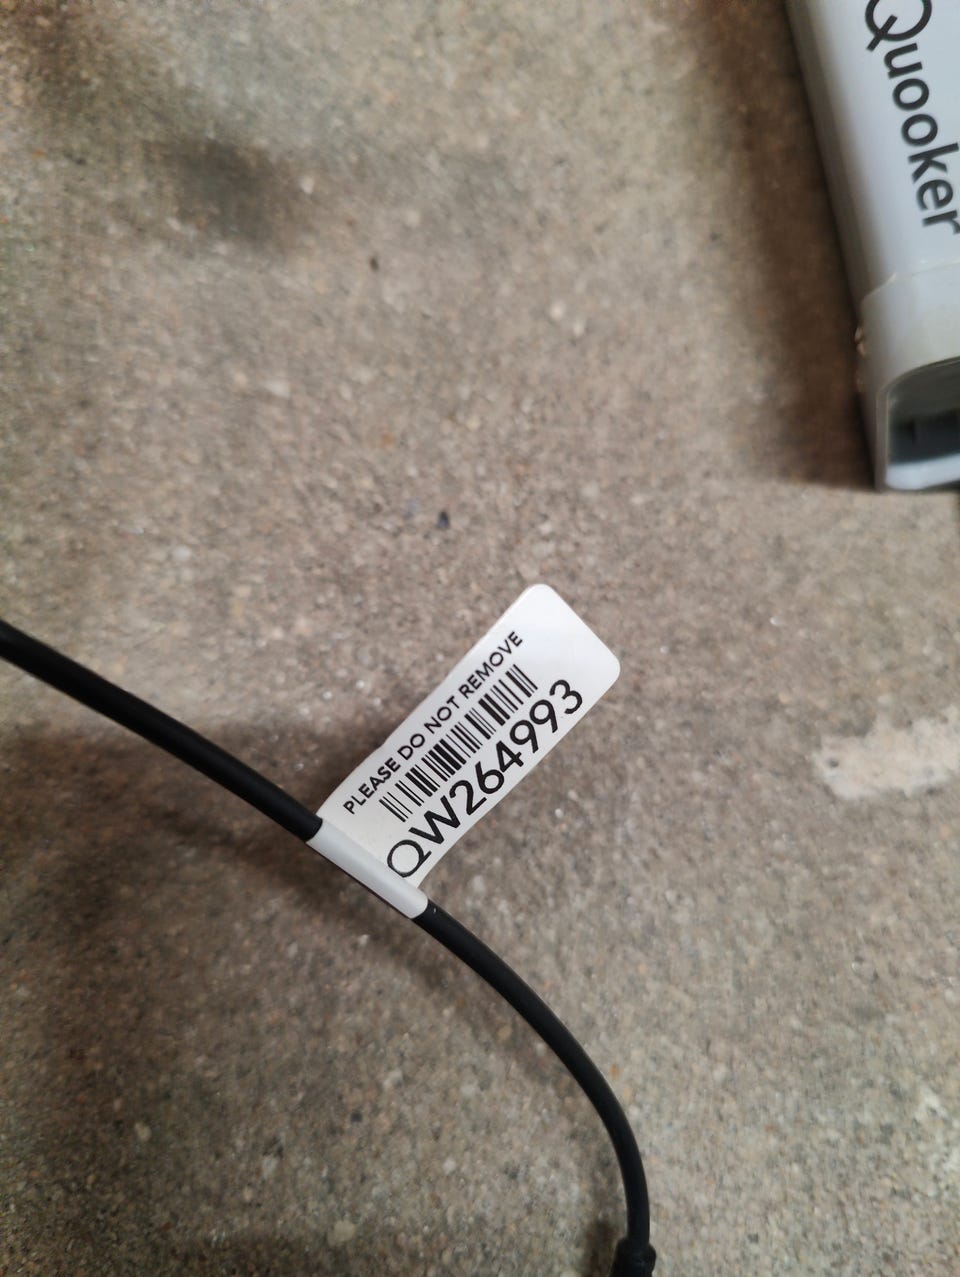 Quooker
PLEASE DO NOT REMOVE
QW264993